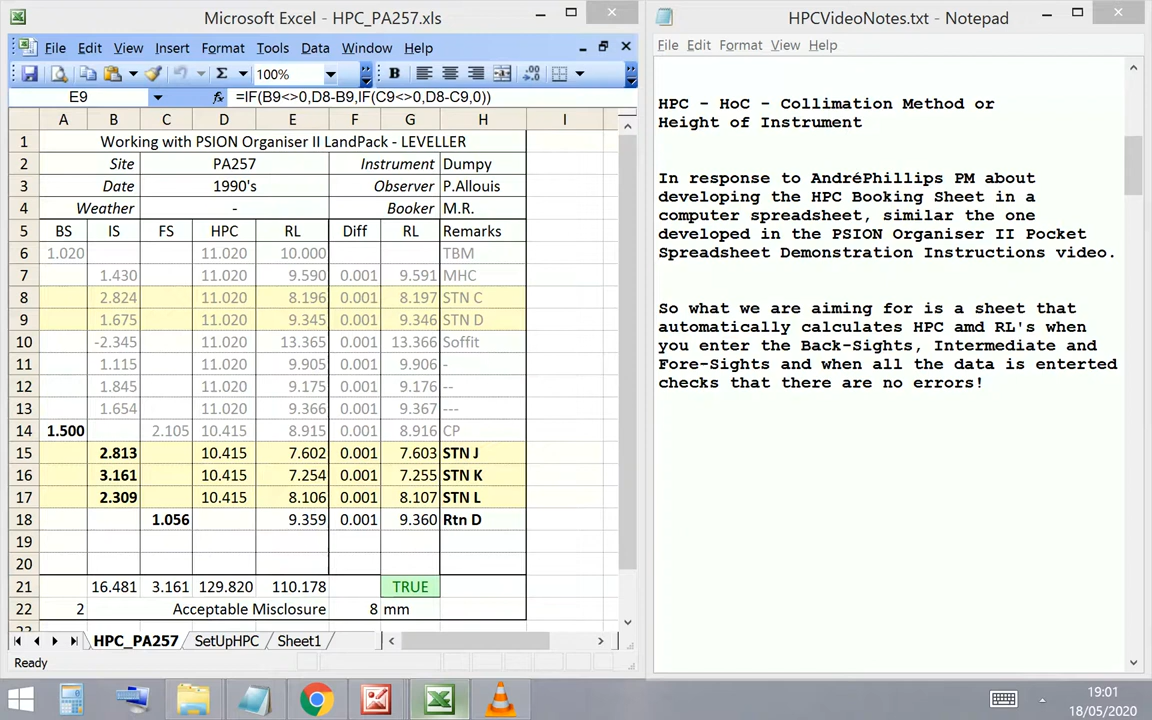 Microsoft Excel - HPC_PA257.xls
File Edit View Insert Format Tools Data Window Help
Σ 100% B
E9 fx =IF(B9<>0,D8-B9,IF(C9<>0,D8-C9,0))
A B C D E F G H I
1 Working with PSION Organiser II LandPack - LEVELLER
2 Site PA257 Instrument Dumpy
3 Date 1990's Observer P.Allouis
4 Weather - Booker M.R.
5 BS IS FS HPC RL Diff RL Remarks
6 1.020 11.020 10.000 TBM
7 1.430 11.020 9.590 0.001 9.591 MHC
8 2.824 11.020 8.196 0.001 8.197 STN C
9 1.675 11.020 9.345 0.001 9.346 STN D
10 -2.345 11.020 13.365 0.001 13.366 Soffit
11 1.115 11.020 9.905 0.001 9.906 -
12 1.845 11.020 9.175 0.001 9.176 --
13 1.654 11.020 9.366 0.001 9.367 ---
14 1.500 2.105 10.415 8.915 0.001 8.916 CP
15 2.813 10.415 7.602 0.001 7.603 STN J
16 3.161 10.415 7.254 0.001 7.255 STN K
17 2.309 10.415 8.106 0.001 8.107 STN L
18 1.056 9.359 0.001 9.360 Rtn D
19
20
21 16.481 3.161 129.820 110.178 TRUE
22 2 Acceptable Misclosure 8 mm
HPC_PA257 SetUpHPC Sheet1
Ready
HPCVideoNotes.txt - Notepad
File Edit Format View Help
HPC - HoC - Collimation Method or
Height of Instrument
In response to AndréPhillips PM about
developing the HPC Booking Sheet in a
computer spreadsheet, similar the one
developed in the PSION Organiser II Pocket
Spreadsheet Demonstration Instructions video.
So what we are aiming for is a sheet that
automatically calculates HPC amd RL's when
you enter the Back-Sights, Intermediate and
Fore-Sights and when all the data is enterted
checks that there are no errors!
19:01
18/05/2020